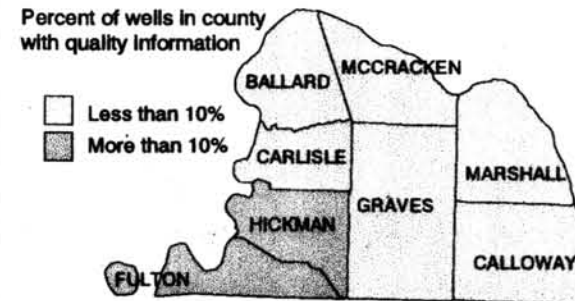 Percent of wells in county
with quality information
Less than 10%
More than 10%
BALLARD
MCCRACKEN
CARLISLE
MARSHALL
HICKMAN
GRAVES
FULTON
CALLOWAY